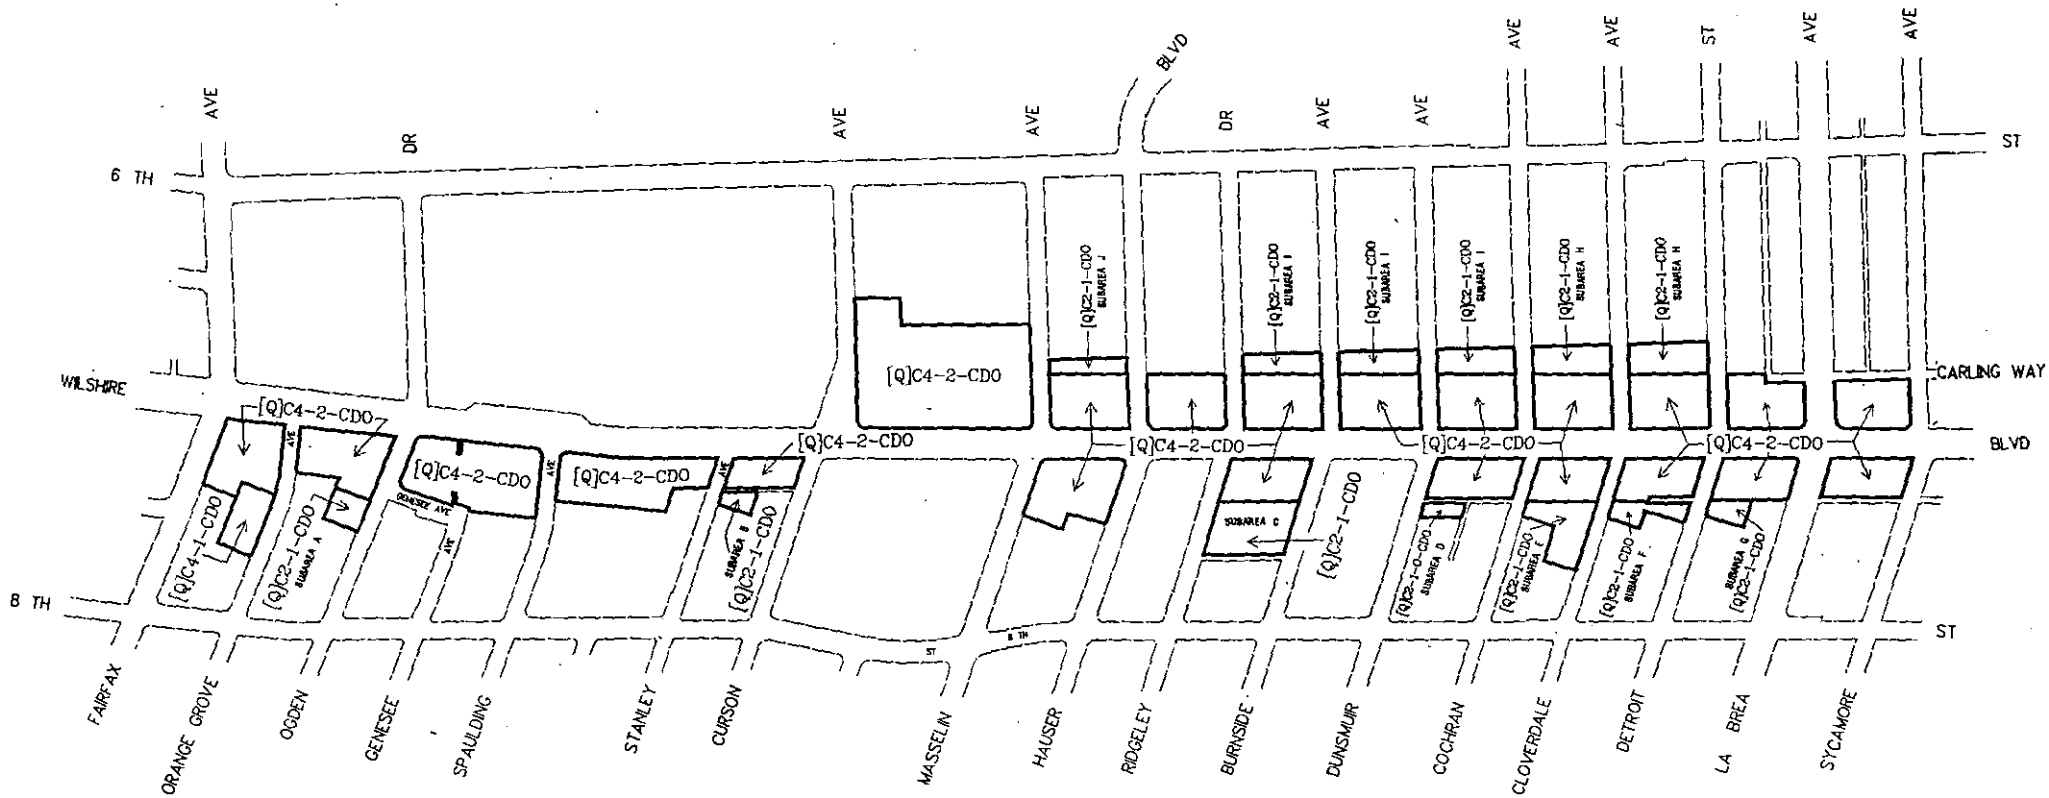 AVE
DR
AVE
AVE
BLVD
DR
AVE
AVE
AVE
AVE
ST
AVE
AVE
6 TH
ST
[Q]C2-1-CDO
SUBAREA J
[Q]C2-1-CDO
SUBAREA I
[Q]C2-1-CDO
SUBAREA I
[Q]C2-1-CDO
SUBAREA I
[Q]C2-1-CDO
SUBAREA H
[Q]C2-1-CDO
SUBAREA H
WILSHIRE
[Q]C4-2-CDO
CARLING WAY
[Q]C4-2-CDO
AVE
[Q]C4-2-CDO
AVE
[Q]C4-2-CDO
AVE
[Q]C4-2-CDO
[Q]C4-2-CDO
[Q]C4-2-CDO
[Q]C4-2-CDO
BLVD
GENESEE AVE
AVE
[Q]C4-1-CDO
[Q]C2-1-CDO
SUBAREA A
SUBAREA B
[Q]C2-1-CDO
SUBAREA C
[Q]C2-1-CDO
[Q]C2-1-O-CDO
SUBAREA D
[Q]C2-1-CDO
SUBAREA E
[Q]C2-1-CDO
SUBAREA F
SUBAREA G
[Q]C2-1-CDO
8 TH
ST
8 TH
ST
FAIRFAX
ORANGE GROVE
OGDEN
GENESEE
SPAULDING
STANLEY
CURSON
MASSELIN
HAUSER
RIDGELEY
BURNSIDE
DUNSMUIR
COCHRAN
CLOVERDALE
DETROIT
LA BREA
SYCAMORE